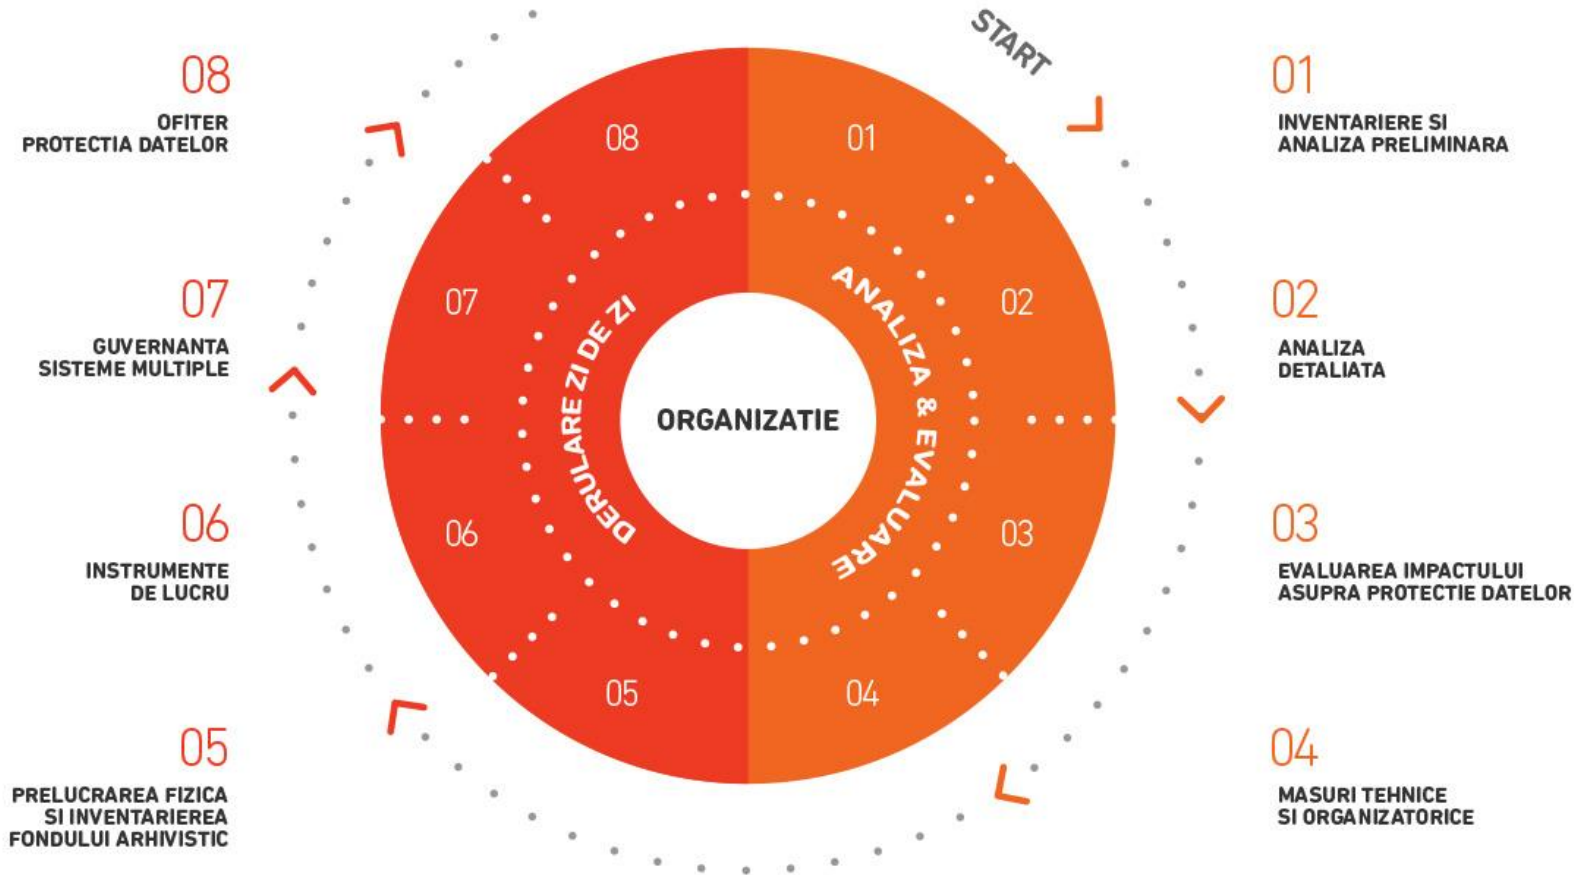 START
08
OFITER
PROTECTIA DATELOR
07
GUVERNANTA
SISTEME MULTIPLE
06
INSTRUMENTE
DE LUCRU
05
PRELUCRAREA FIZICA
SI INVENTARIEREA
FONDULUI ARHIVISTIC
08
01
07
02
06
03
05
04
DERULARE ZI DE ZI
ANALIZA & EVALUARE
ORGANIZATIE
01
INVENTARIERE SI
ANALIZA PRELIMINARA
02
ANALIZA
DETALIATA
03
EVALUAREA IMPACTULUI
ASUPRA PROTECTIE DATELOR
04
MASURI TEHNICE
SI ORGANIZATORICE